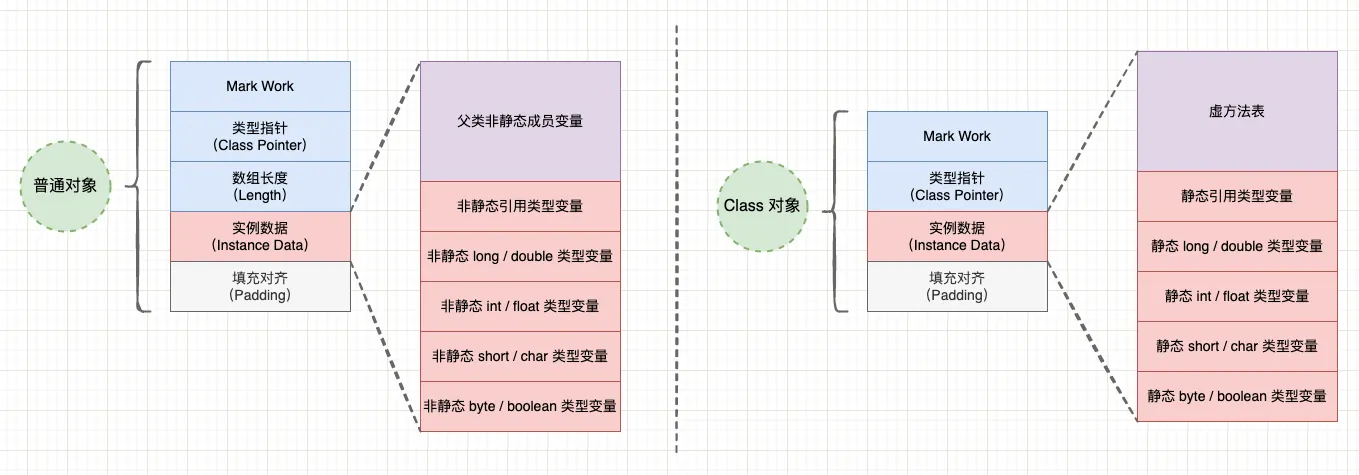 普通对象
Mark Work
类型指针
(Class Pointer)
数组长度
(Length)
实例数据
(Instance Data)
填充对齐
(Padding)
父类非静态成员变量
非静态引用类型变量
非静态 long / double 类型变量
非静态 int / float 类型变量
非静态 short / char 类型变量
非静态 byte / boolean 类型变量
Class 对象
Mark Work
类型指针
(Class Pointer)
实例数据
(Instance Data)
填充对齐
(Padding)
虚方法表
静态引用类型变量
静态 long / double 类型变量
静态 int / float 类型变量
静态 short / char 类型变量
静态 byte / boolean 类型变量